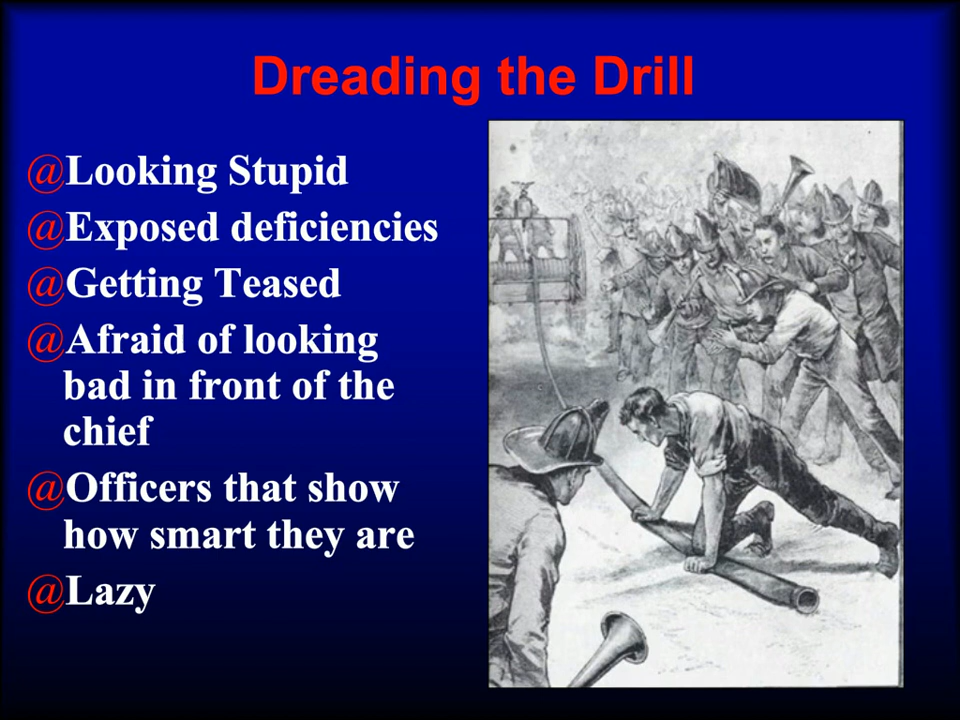 Dreading the Drill
@Looking Stupid
@Exposed deficiencies
@Getting Teased
@Afraid of looking
bad in front of the
chief
@Officers that show
how smart they are
@Lazy